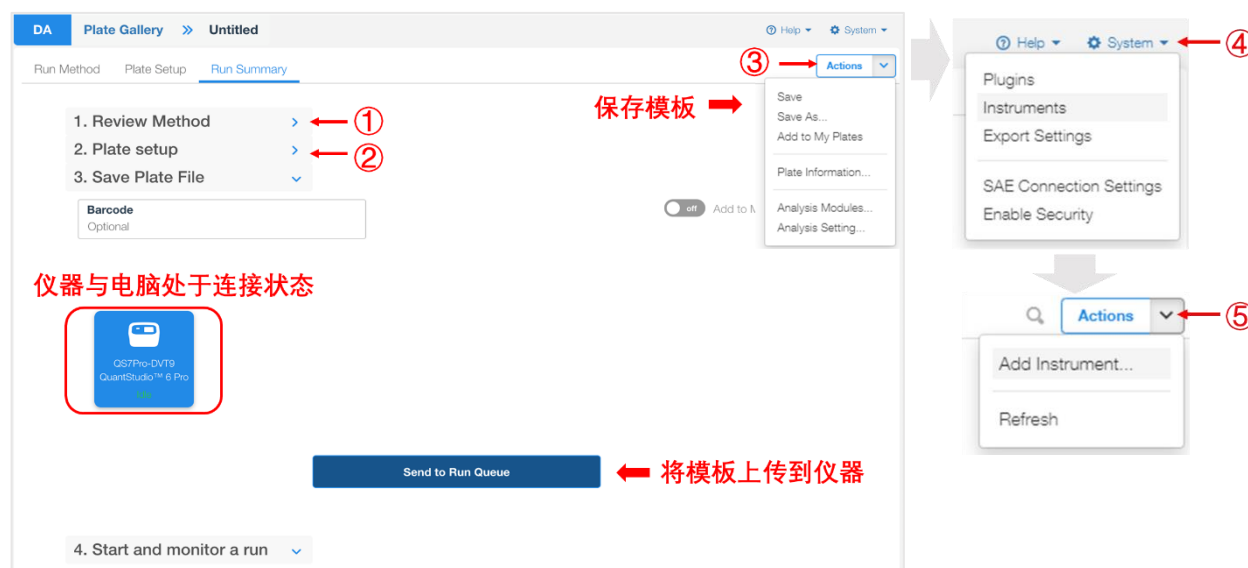 DA Plate Gallery >> Untitled
Help System
Run Method Plate Setup Run Summary
③ Actions
保存模板
Save
Save As...
Add to My Plates
Plate Information...
Analysis Modules...
Analysis Setting...
1. Review Method ①
2. Plate setup ②
3. Save Plate File
Barcode
Optional
off Add to
仪器与电脑处于连接状态
QS7Pro-DVT9
QuantStudio™ 6 Pro
Send to Run Queue
将模板上传到仪器
4. Start and monitor a run
Help System ④
Plugins
Instruments
Export Settings
SAE Connection Settings
Enable Security
Actions ⑤
Add Instrument...
Refresh